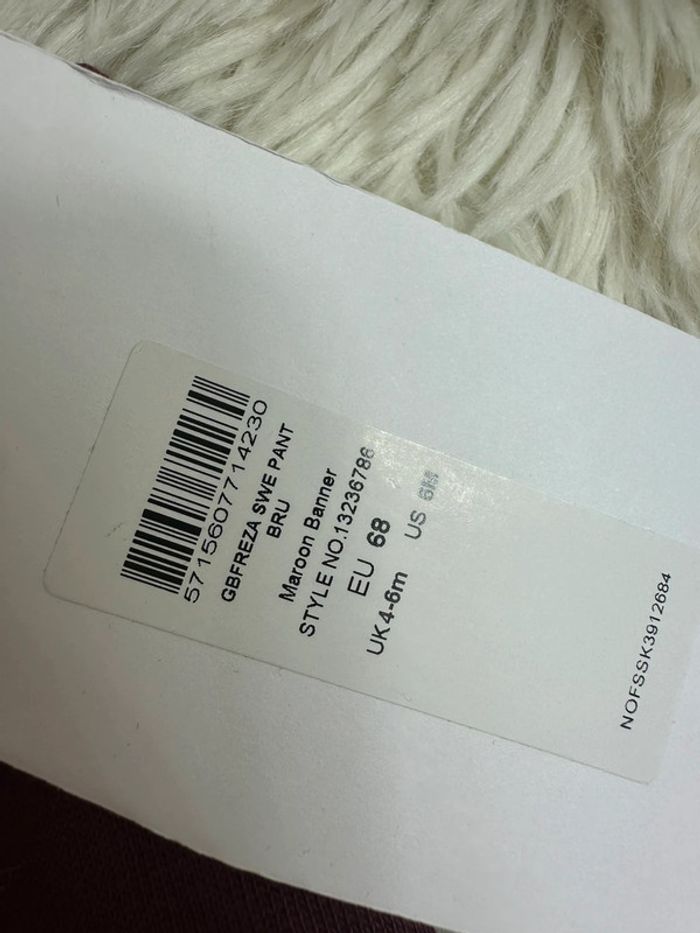 5715607714230
GBFREZA SWE PANT
BRU
Maroon Banner
STYLE NO.13236786
EU 68
UK 4-6m US 6M
NOFSSK3912684